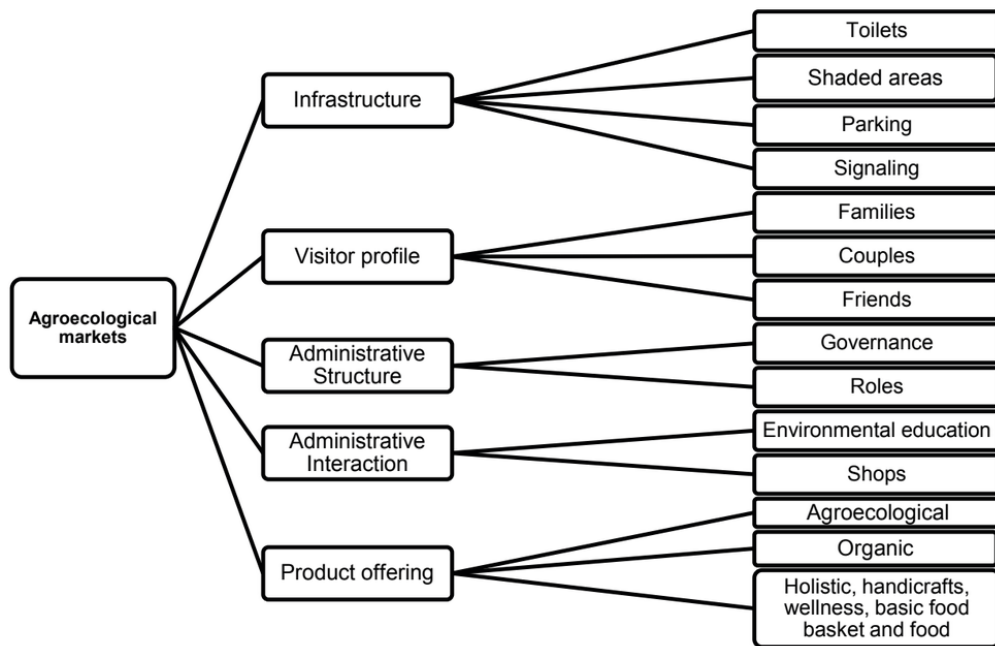 Agroecological
markets
Infrastructure
Toilets
Shaded areas
Parking
Signaling
Visitor profile
Families
Couples
Friends
Administrative
Structure
Governance
Roles
Administrative
Interaction
Environmental education
Shops
Product offering
Agroecological
Organic
Holistic, handicrafts,
wellness, basic food
basket and food